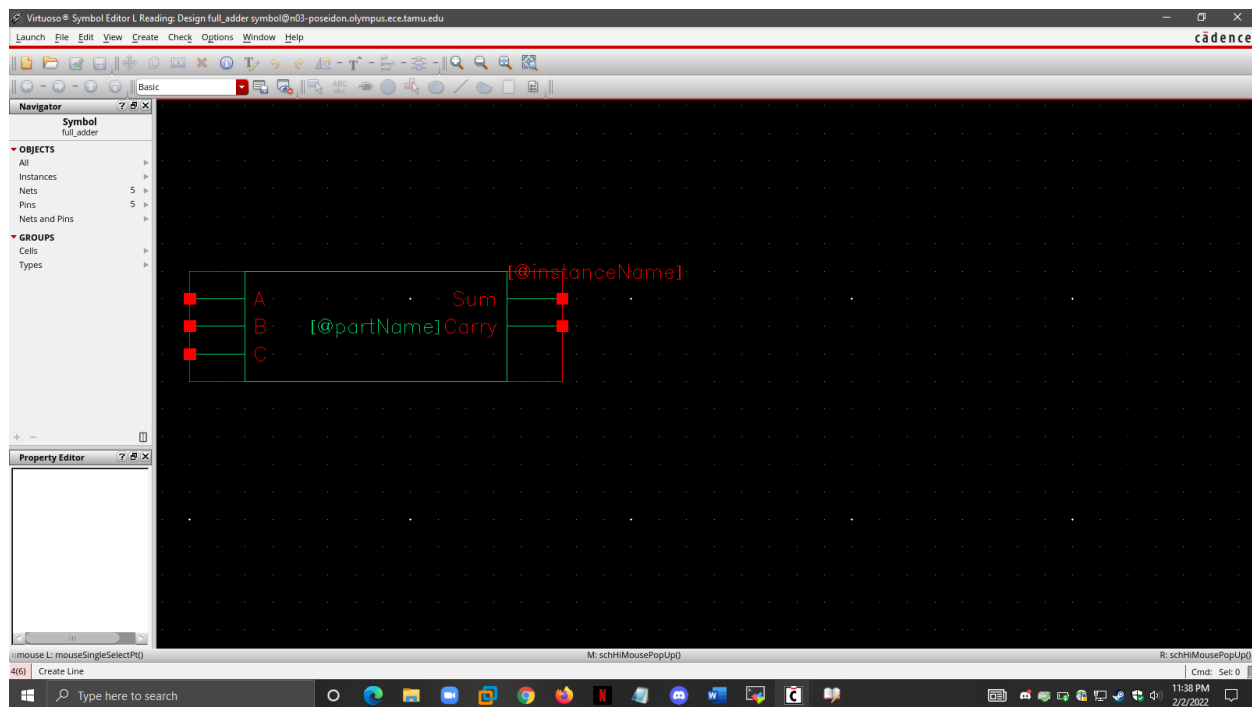 Virtuoso® Symbol Editor L Reading: Design full_adder symbol@n03-poseidon.olympus.ece.tamu.edu
Launch File Edit View Create Check Options Window Help
cādence
Basic
ABC
abc
Navigator
Symbol
full_adder
OBJECTS
All
Instances
Nets 5
Pins 5
Nets and Pins
GROUPS
Cells
Types
[@instanceName]
A Sum
B [@partName] Carry
C
Property Editor
mouse L: mouseSingleSelectPt() M: schHiMousePopUp() R: schHiMousePopUp()
4(6) Create Line Cmd: Sel: 0
Type here to search
11:38 PM
2/2/2022